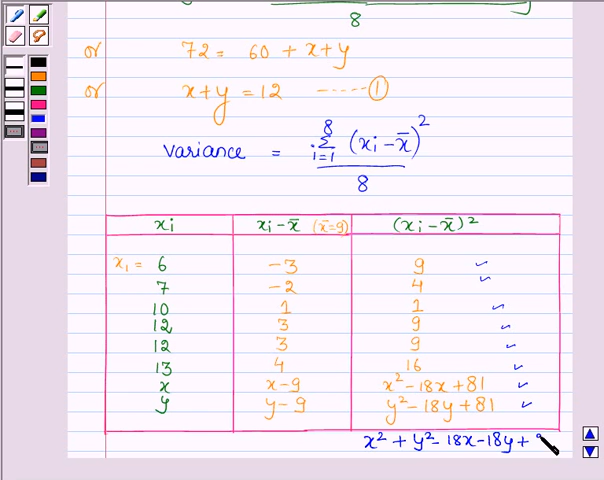 8
or 72 = 60 + x+y
or x+y = 12 ------ ①
variance = 8 Σ i=1 (xi - x̄)² / 8
xi xi - x̄ (x̄=9) (xi - x̄)²
x₁ = 6 -3 9 ✓
7 -2 4 ✓
10 1 1 ✓
12 3 9 ✓
12 3 9 ✓
13 4 16 ✓
x x-9 x²-18x+81 ✓
y y-9 y²-18y+81 ✓
x² + y² - 18x - 18y +